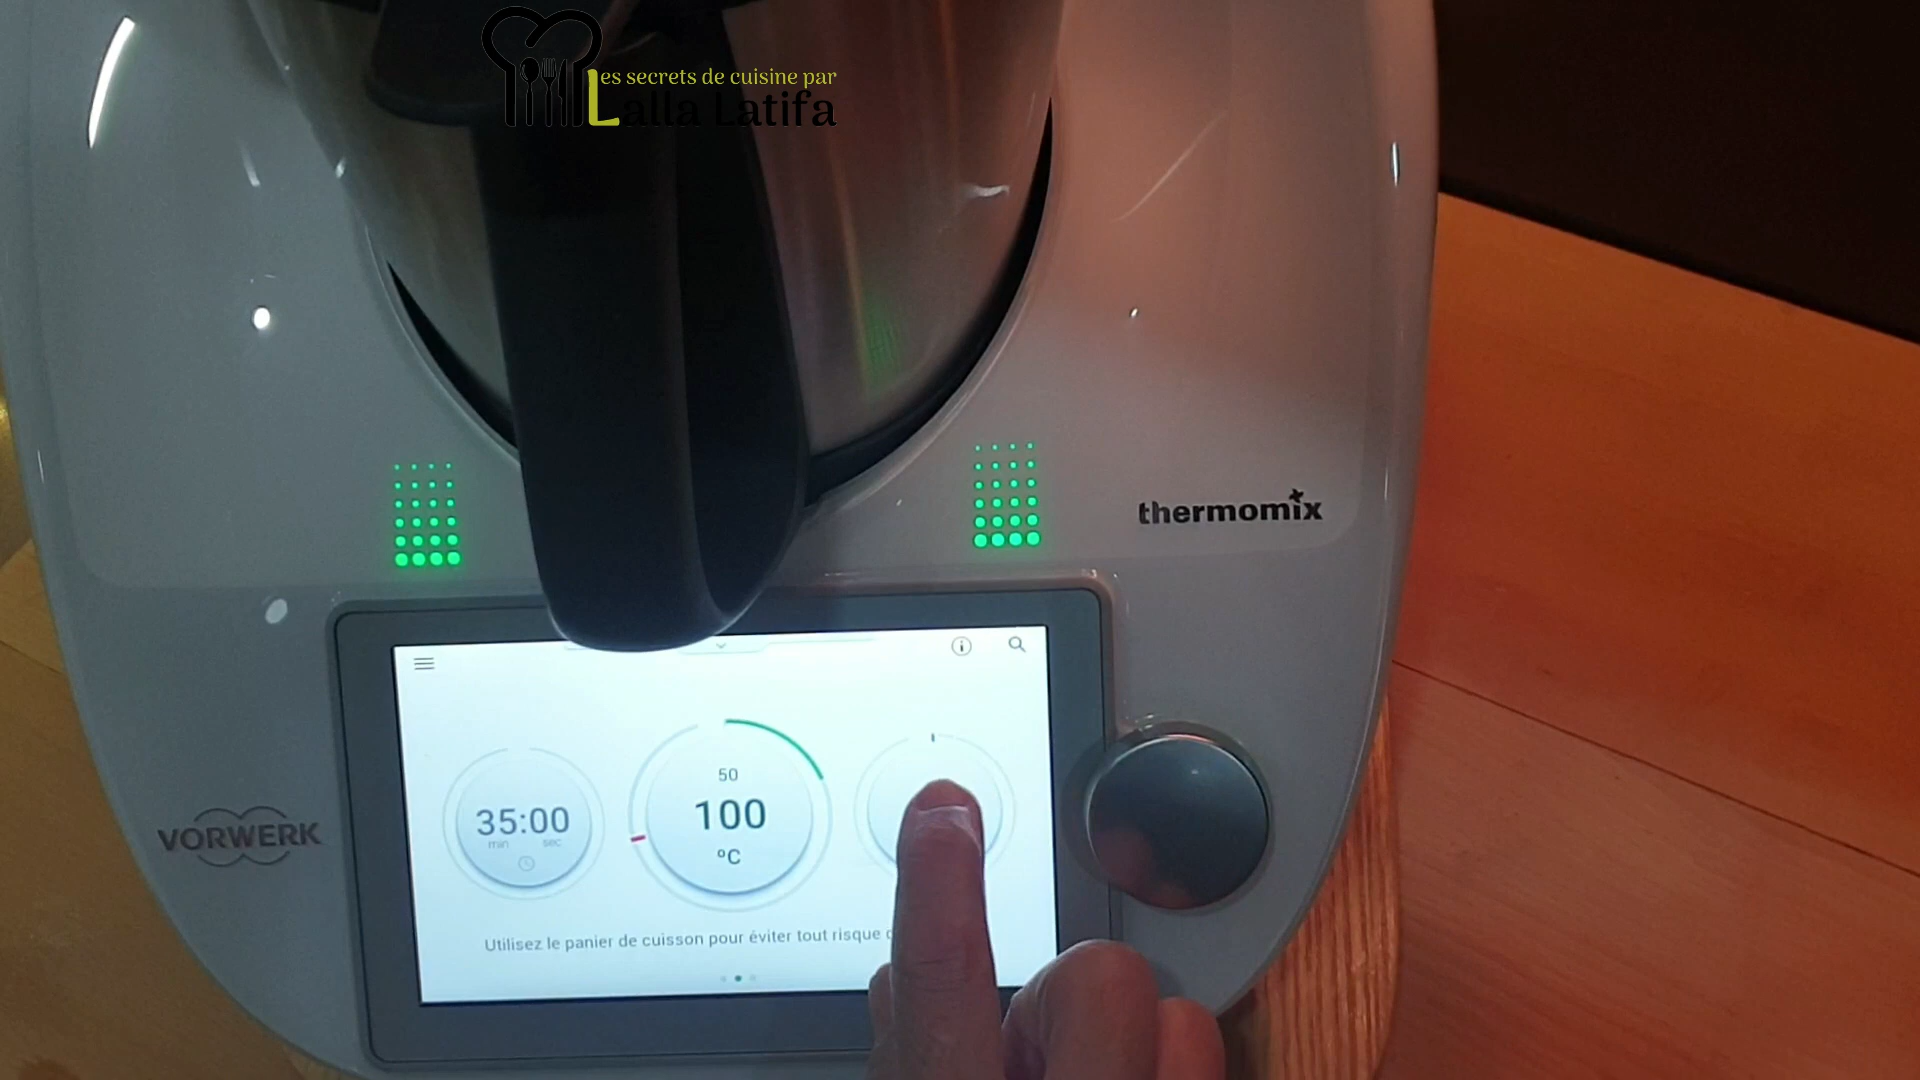 Les secrets de cuisine par
Lalla Latifa
thermomix
VORWERK
35:00
min sec
50
100
°C
Utilisez le panier de cuisson pour éviter tout risque